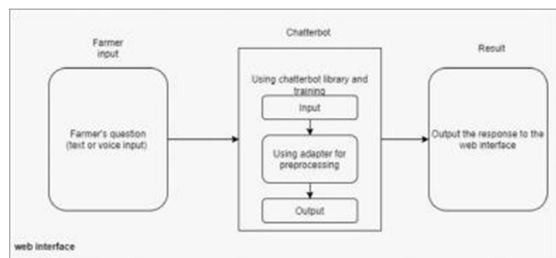 Farmer
input
Farmer's question
(text or voice input)
Chatterbot
Using chatterbot library and
training
Input
Using adapter for
preprocessing
Output
Result
Output the response to the
web interface
web interface